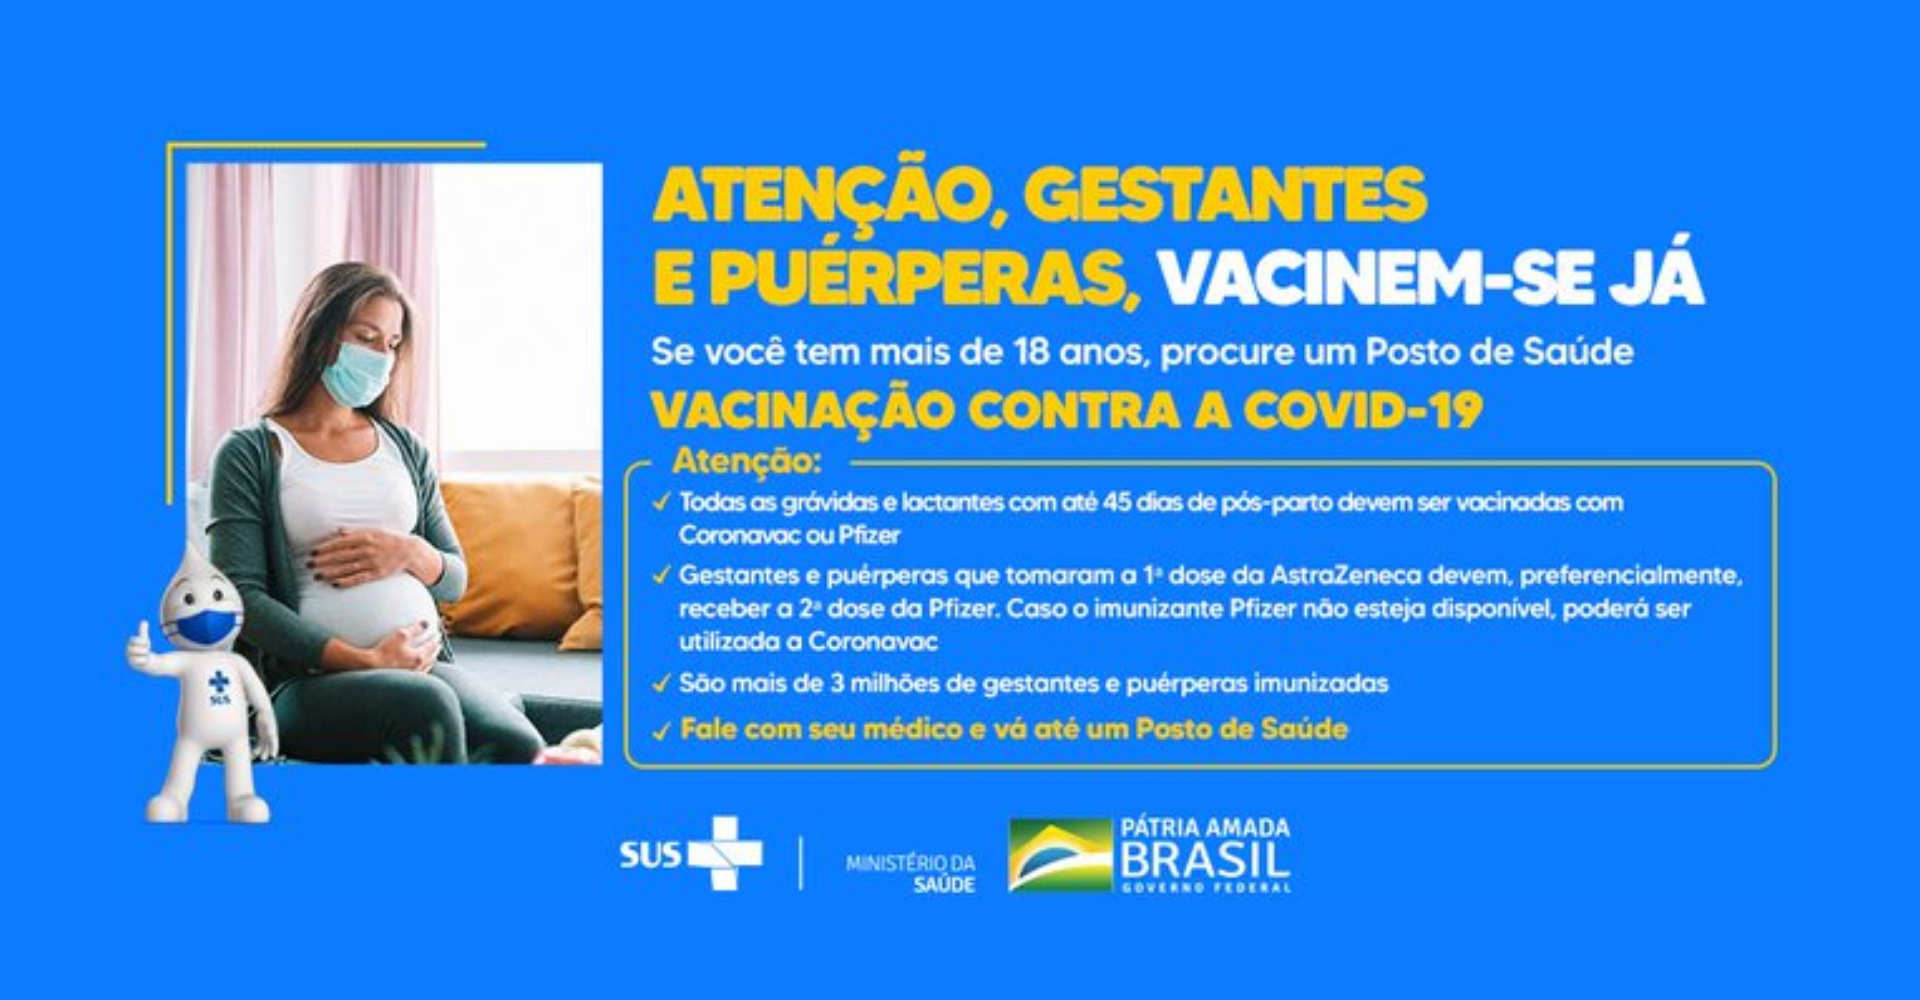 ATENÇÃO, GESTANTES
E PUÉRPERAS, VACINEM-SE JÁ
Se você tem mais de 18 anos, procure um Posto de Saúde
VACINAÇÃO CONTRA A COVID-19
Atenção:
✓ Todas as grávidas e lactantes com até 45 dias de pós-parto devem ser vacinadas com
Coronavac ou Pfizer
✓ Gestantes e puérperas que tomaram a 1ª dose da AstraZeneca devem, preferencialmente,
receber a 2ª dose da Pfizer. Caso o imunizante Pfizer não esteja disponível, poderá ser
utilizada a Coronavac
✓ São mais de 3 milhões de gestantes e puérperas imunizadas
✓ Fale com seu médico e vá até um Posto de Saúde
SUS
SUS
MINISTÉRIO DA
SAÚDE
PÁTRIA AMADA
BRASIL
GOVERNO FEDERAL